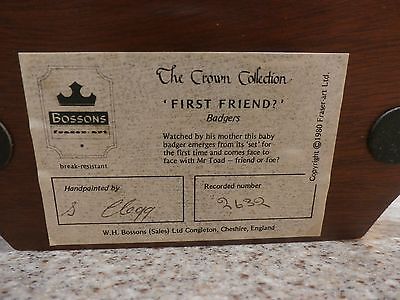 The Crown Collection
BOSSONS
fraser-art
break-resistant
'FIRST FRIEND?'
Badgers
Watched by his mother this baby
badger emerges from its 'set' for
the first time and comes face to
face with Mr Toad — friend or foe?
Copyright © 1980 Fraser-art Ltd.
Handpainted by
S Clegg
Recorded number
2632
W.H. Bossons (Sales) Ltd Congleton, Cheshire, England